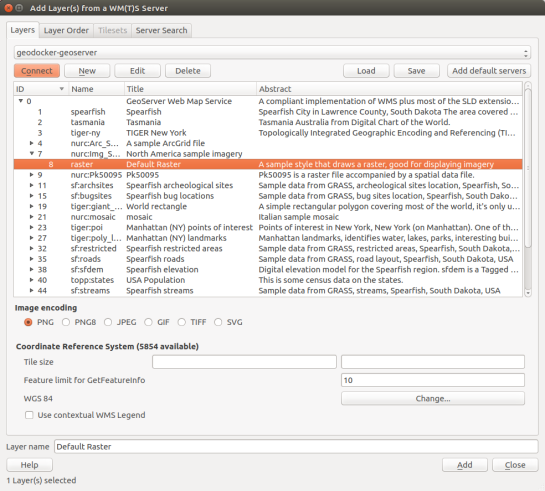 Add Layer(s) from a WM(T)S Server
Layers Layer Order Tilesets Server Search
geodocker-geoserver
Connect New Edit Delete Load Save Add default servers
ID Name Title Abstract
0 GeoServer Web Map Service A compliant implementation of WMS plus most of the SLD extensio...
1 spearfish Spearfish Spearfish City in Lawrence County, South Dakota The area covered ...
2 tasmania Tasmania Tasmania Australia from Digital Chart of the World.
3 tiger-ny TIGER New York Topologically Integrated Geographic Encoding and Referencing (TI...
4 nurc:Arc_S... A sample ArcGrid file
7 nurc:Img_S... North America sample imagery
8 raster Default Raster A sample style that draws a raster, good for displaying imagery
9 nurc:Pk50095 Pk50095 Pk50095 is a raster file accompanied by a spatial data file.
11 sf:archsites Spearfish archeological sites Sample data from GRASS, archeological sites location, Spearfish, So...
15 sf:bugsites Spearfish bug locations Sample data from GRASS, bug sites location, Spearfish, South Dako...
19 tiger:giant_... World rectangle A simple rectangular polygon covering most of the world, it's only u...
21 nurc:mosaic mosaic Italian sample mosaic
23 tiger:poi Manhattan (NY) points of interest Points of interest in New York, New York (on Manhattan). One of th...
27 tiger:poly_l... Manhattan (NY) landmarks Manhattan landmarks, identifies water, lakes, parks, interesting bui...
32 sf:restricted Spearfish restricted areas Sample data from GRASS, restricted areas, Spearfish, South Dakota,...
35 sf:roads Spearfish roads Sample data from GRASS, road layout, Spearfish, South Dakota, USA
38 sf:sfdem Spearfish elevation Digital elevation model for the Spearfish region. sfdem is a Tagged ...
40 topp:states USA Population This is some census data on the states.
44 sf:streams Spearfish streams Sample data from GRASS, streams, Spearfish, South Dakota, USA
Image encoding
PNG PNG8 JPEG GIF TIFF SVG
Coordinate Reference System (5854 available)
Tile size
Feature limit for GetFeatureInfo 10
WGS 84 Change...
Use contextual WMS Legend
Layer name Default Raster
Help Add Close
1 Layer(s) selected